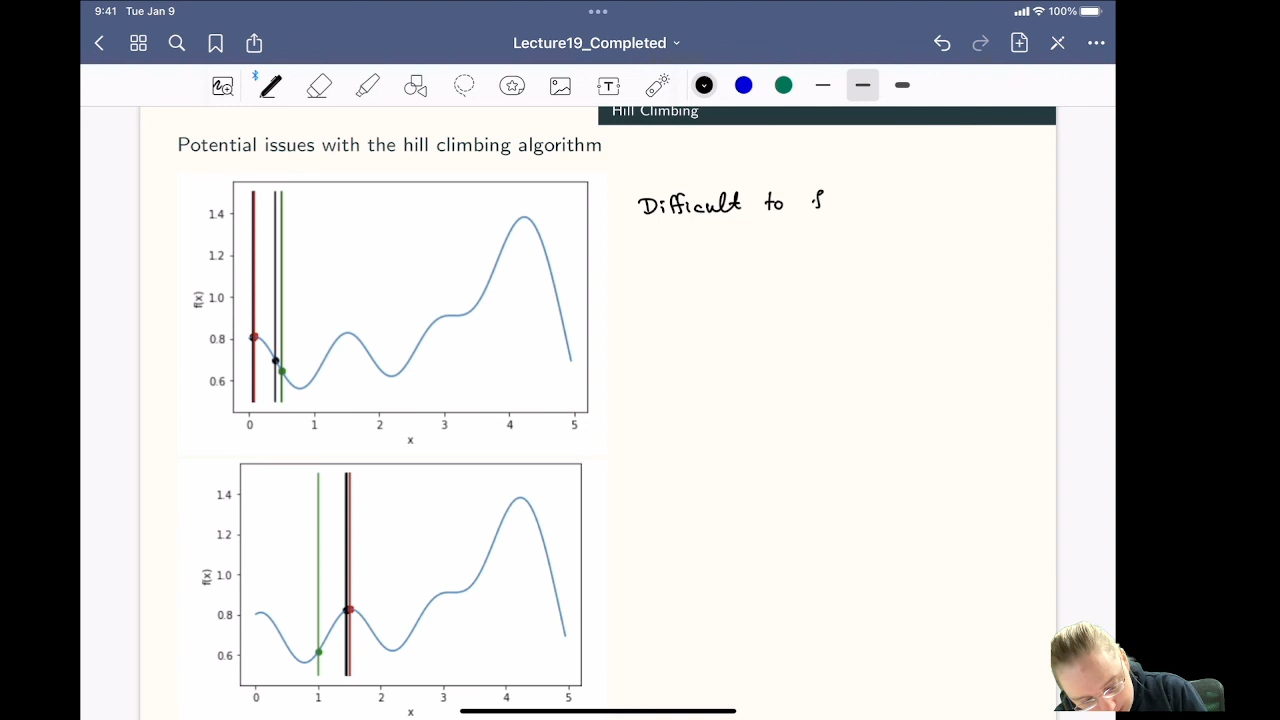 9:41 Tue Jan 9
100%
Lecture19_Completed
T
Hill Climbing
Potential issues with the hill climbing algorithm
Difficult to
1.4
1.2
1.0
0.8
0.6
f(x)
0 1 2 3 4 5
x
1.4
1.2
1.0
0.8
0.6
f(x)
0 1 2 3 4 5
x